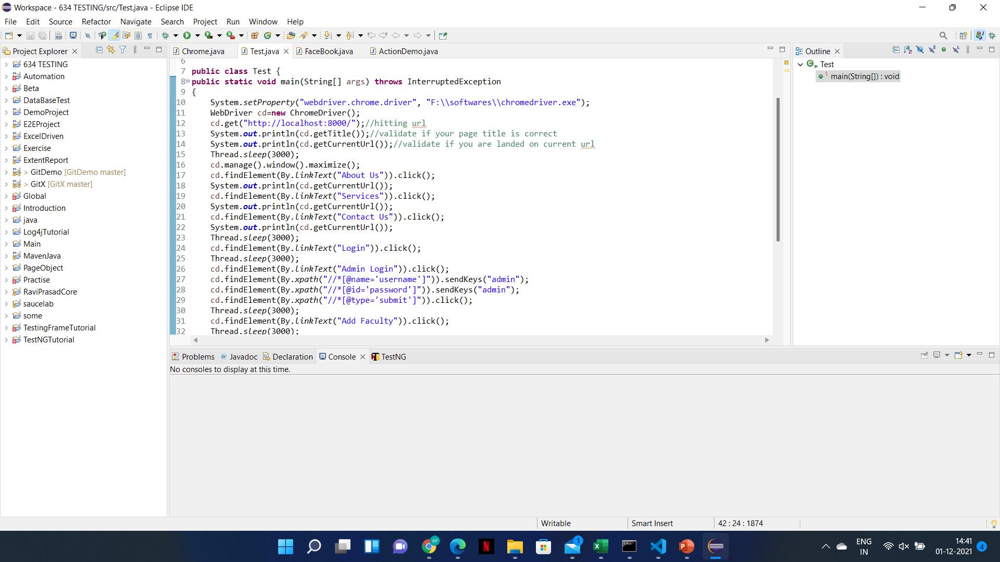 Workspace - 634 TESTING/src/Test.java - Eclipse IDE
File Edit Source Refactor Navigate Search Project Run Window Help
Project Explorer
634 TESTING
Automation
Beta
DataBaseTest
DemoProject
E2EProject
ExcelDriven
Exercise
ExtentReport
> GitDemo [GitDemo master]
> GitX [GitX master]
Global
Introduction
java
Log4jTutorial
Main
MavenJava
PageObject
Practise
RaviPrasadCore
saucelab
some
TestingFrameTutorial
TestNGTutorial
Chrome.java Test.java FaceBook.java ActionDemo.java
6
7 public class Test {
8 public static void main(String[] args) throws InterruptedException
9 {
10 System.setProperty("webdriver.chrome.driver", "F:\\softwares\\chromedriver.exe");
11 WebDriver cd=new ChromeDriver();
12 cd.get("http://localhost:8000/");//hitting url
13 System.out.println(cd.getTitle());//validate if your page title is correct
14 System.out.println(cd.getCurrentUrl());//validate if you are landed on current url
15 Thread.sleep(3000);
16 cd.manage().window().maximize();
17 cd.findElement(By.linkText("About Us")).click();
18 System.out.println(cd.getCurrentUrl());
19 cd.findElement(By.linkText("Services")).click();
20 System.out.println(cd.getCurrentUrl());
21 cd.findElement(By.linkText("Contact Us")).click();
22 System.out.println(cd.getCurrentUrl());
23 Thread.sleep(3000);
24 cd.findElement(By.linkText("Login")).click();
25 Thread.sleep(3000);
26 cd.findElement(By.linkText("Admin Login")).click();
27 cd.findElement(By.xpath("//*[@name='username']")).sendKeys("admin");
28 cd.findElement(By.xpath("//*[@id='password']")).sendKeys("admin");
29 cd.findElement(By.xpath("//*[@type='submit']")).click();
30 Thread.sleep(3000);
31 cd.findElement(By.linkText("Add Faculty")).click();
32 Thread.sleep(3000);
Outline
Test
main(String[]) : void
Problems Javadoc Declaration Console TestNG
No consoles to display at this time.
Writable Smart Insert 42 : 24 : 1874
AP
1
ENG
IN
14:41
01-12-2021
4